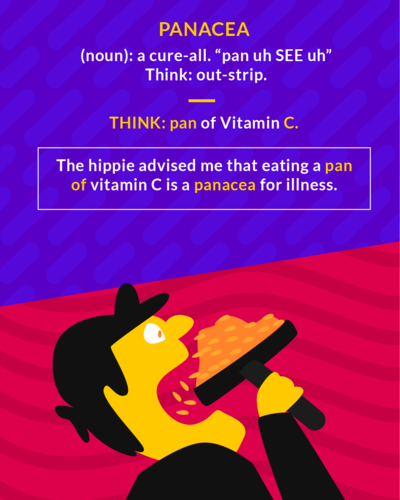 PANACEA
(noun): a cure-all. “pan uh SEE uh”
Think: out-strip.
THINK: pan of Vitamin C.
The hippie advised me that eating a pan
of vitamin C is a panacea for illness.